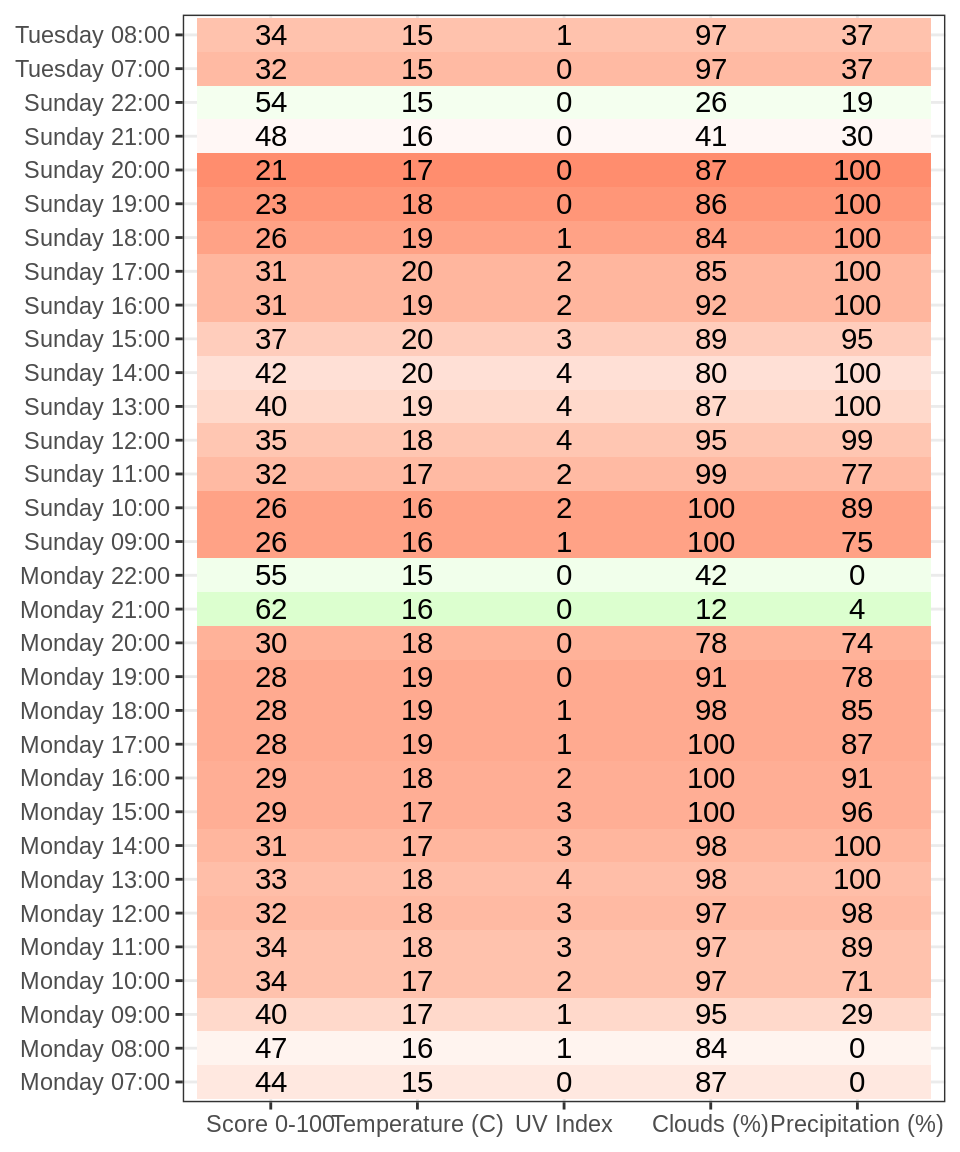 Tuesday 08:00 34 15 1 97 37
Tuesday 07:00 32 15 0 97 37
Sunday 22:00 54 15 0 26 19
Sunday 21:00 48 16 0 41 30
Sunday 20:00 21 17 0 87 100
Sunday 19:00 23 18 0 86 100
Sunday 18:00 26 19 1 84 100
Sunday 17:00 31 20 2 85 100
Sunday 16:00 31 19 2 92 100
Sunday 15:00 37 20 3 89 95
Sunday 14:00 42 20 4 80 100
Sunday 13:00 40 19 4 87 100
Sunday 12:00 35 18 4 95 99
Sunday 11:00 32 17 2 99 77
Sunday 10:00 26 16 2 100 89
Sunday 09:00 26 16 1 100 75
Monday 22:00 55 15 0 42 0
Monday 21:00 62 16 0 12 4
Monday 20:00 30 18 0 78 74
Monday 19:00 28 19 0 91 78
Monday 18:00 28 19 1 98 85
Monday 17:00 28 19 1 100 87
Monday 16:00 29 18 2 100 91
Monday 15:00 29 17 3 100 96
Monday 14:00 31 17 3 98 100
Monday 13:00 33 18 4 98 100
Monday 12:00 32 18 3 97 98
Monday 11:00 34 18 3 97 89
Monday 10:00 34 17 2 97 71
Monday 09:00 40 17 1 95 29
Monday 08:00 47 16 1 84 0
Monday 07:00 44 15 0 87 0
Score 0-100 Temperature (C) UV Index Clouds (%) Precipitation (%)